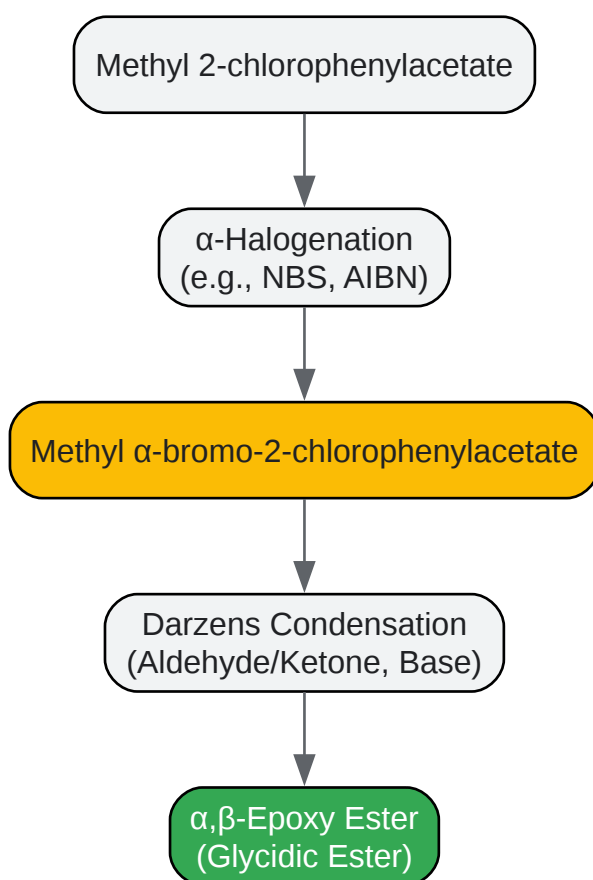 Methyl 2-chlorophenylacetate
α-Halogenation
(e.g., NBS, AIBN)
Methyl α-bromo-2-chlorophenylacetate
Darzens Condensation
(Aldehyde/Ketone, Base)
α,β-Epoxy Ester
(Glycidic Ester)